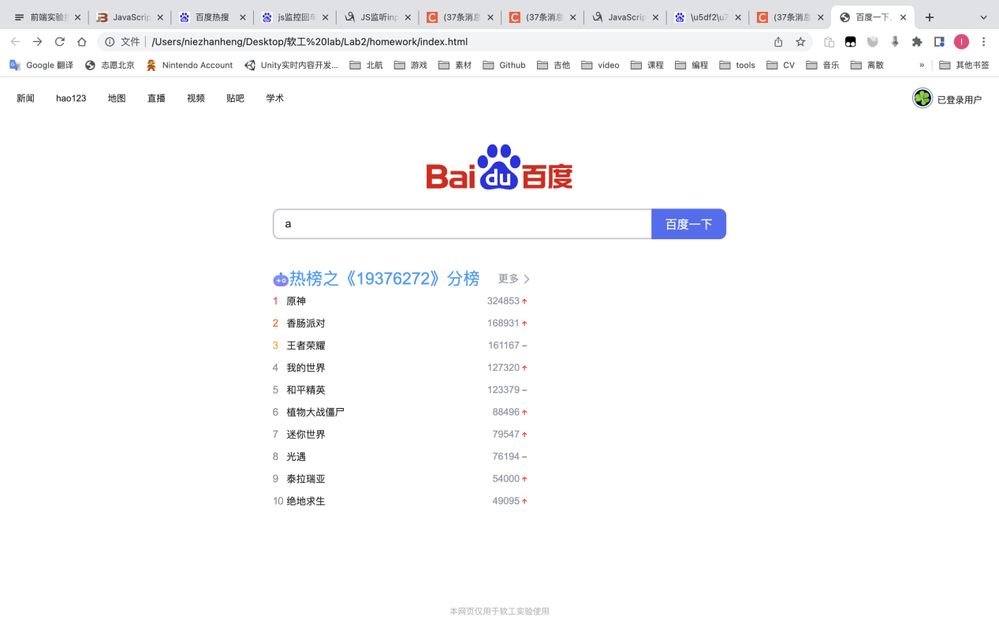 前端实验指 JavaScrip 百度热搜 js监控回车 JS监听inp (37条消息 (37条消息 JavaScrip \u5df2\u7 (37条消息 百度一下,
文件 /Users/niezhanheng/Desktop/软工%20lab/Lab2/homework/index.html
Google 翻译 志愿北京 Nintendo Account Unity实时内容开发... 北航 游戏 素材 Github 吉他 video 课程 编程 tools CV 音乐 离散 » 其他书签
新闻 hao123 地图 直播 视频 贴吧 学术 已登录用户
Bai du 百度
a 百度一下
热榜之《19376272》分榜 更多
1 原神 324853
2 香肠派对 168931
3 王者荣耀 161167
4 我的世界 127320
5 和平精英 123379
6 植物大战僵尸 88496
7 迷你世界 79547
8 光遇 76194
9 泰拉瑞亚 54000
10 绝地求生 49095
本网页仅用于软工实验使用